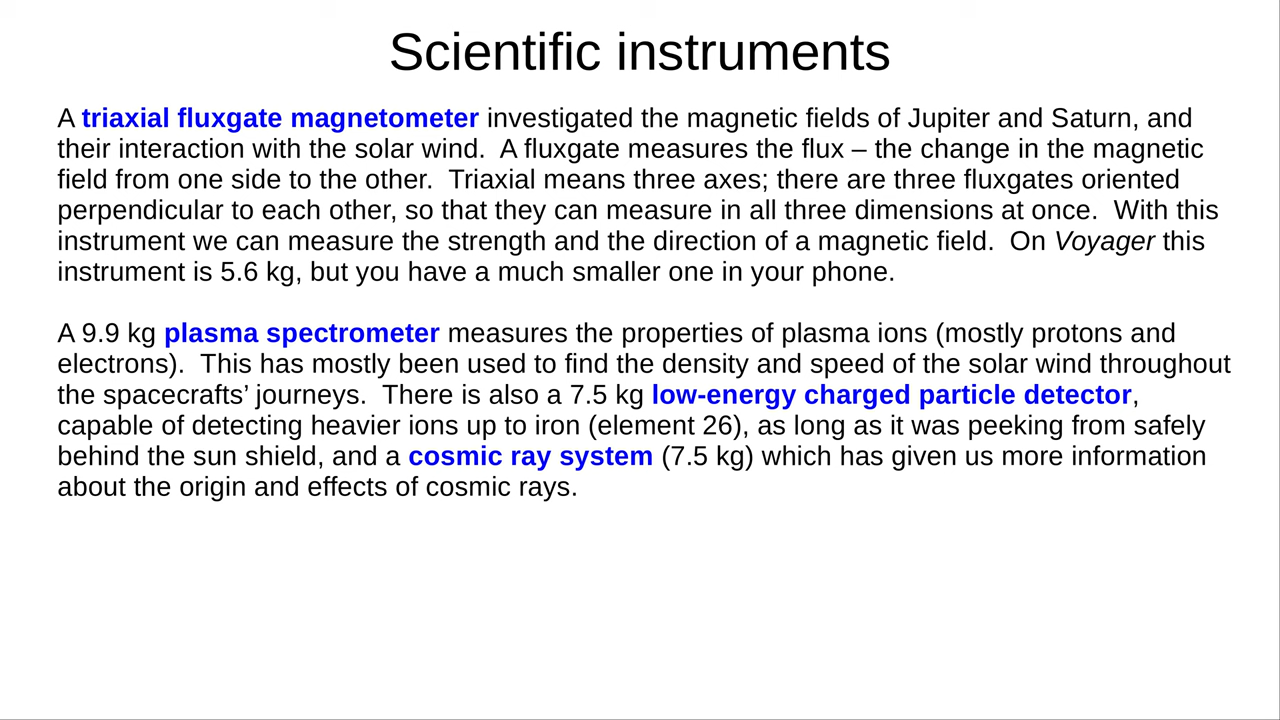 Scientific instruments
A triaxial fluxgate magnetometer investigated the magnetic fields of Jupiter and Saturn, and
their interaction with the solar wind.  A fluxgate measures the flux – the change in the magnetic
field from one side to the other.  Triaxial means three axes; there are three fluxgates oriented
perpendicular to each other, so that they can measure in all three dimensions at once.  With this
instrument we can measure the strength and the direction of a magnetic field.  On Voyager this
instrument is 5.6 kg, but you have a much smaller one in your phone.
A 9.9 kg plasma spectrometer measures the properties of plasma ions (mostly protons and
electrons).  This has mostly been used to find the density and speed of the solar wind throughout
the spacecrafts’ journeys.  There is also a 7.5 kg low-energy charged particle detector,
capable of detecting heavier ions up to iron (element 26), as long as it was peeking from safely
behind the sun shield, and a cosmic ray system (7.5 kg) which has given us more information
about the origin and effects of cosmic rays.